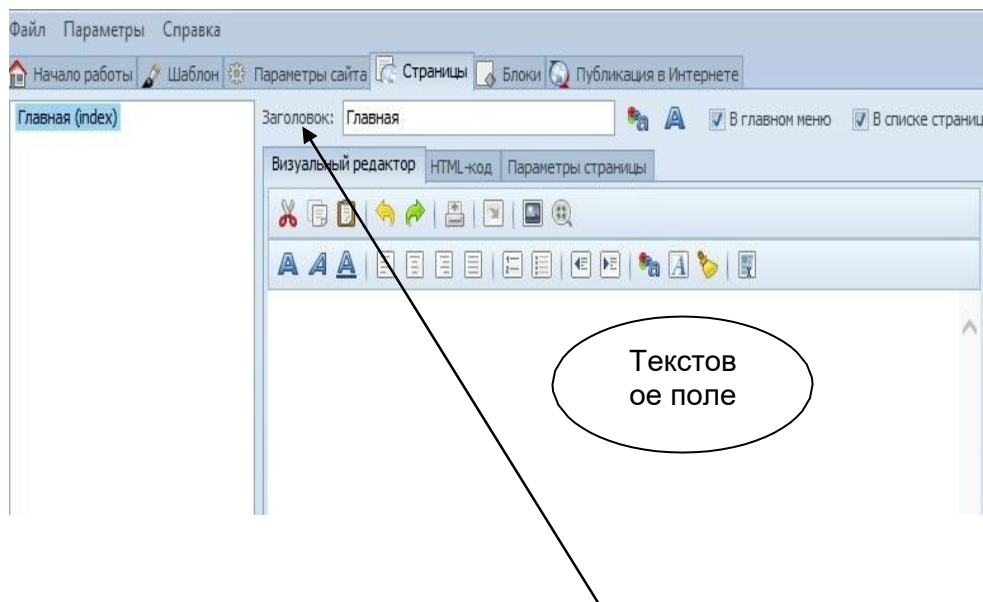 Файл Параметры Справка
Начало работы Шаблон Параметры сайта Страницы Блоки Публикация в Интернете
Главная (index)
Заголовок: Главная В главном меню В списке страниц
Визуальный редактор HTML-код Параметры страницы
Текстов
ое поле